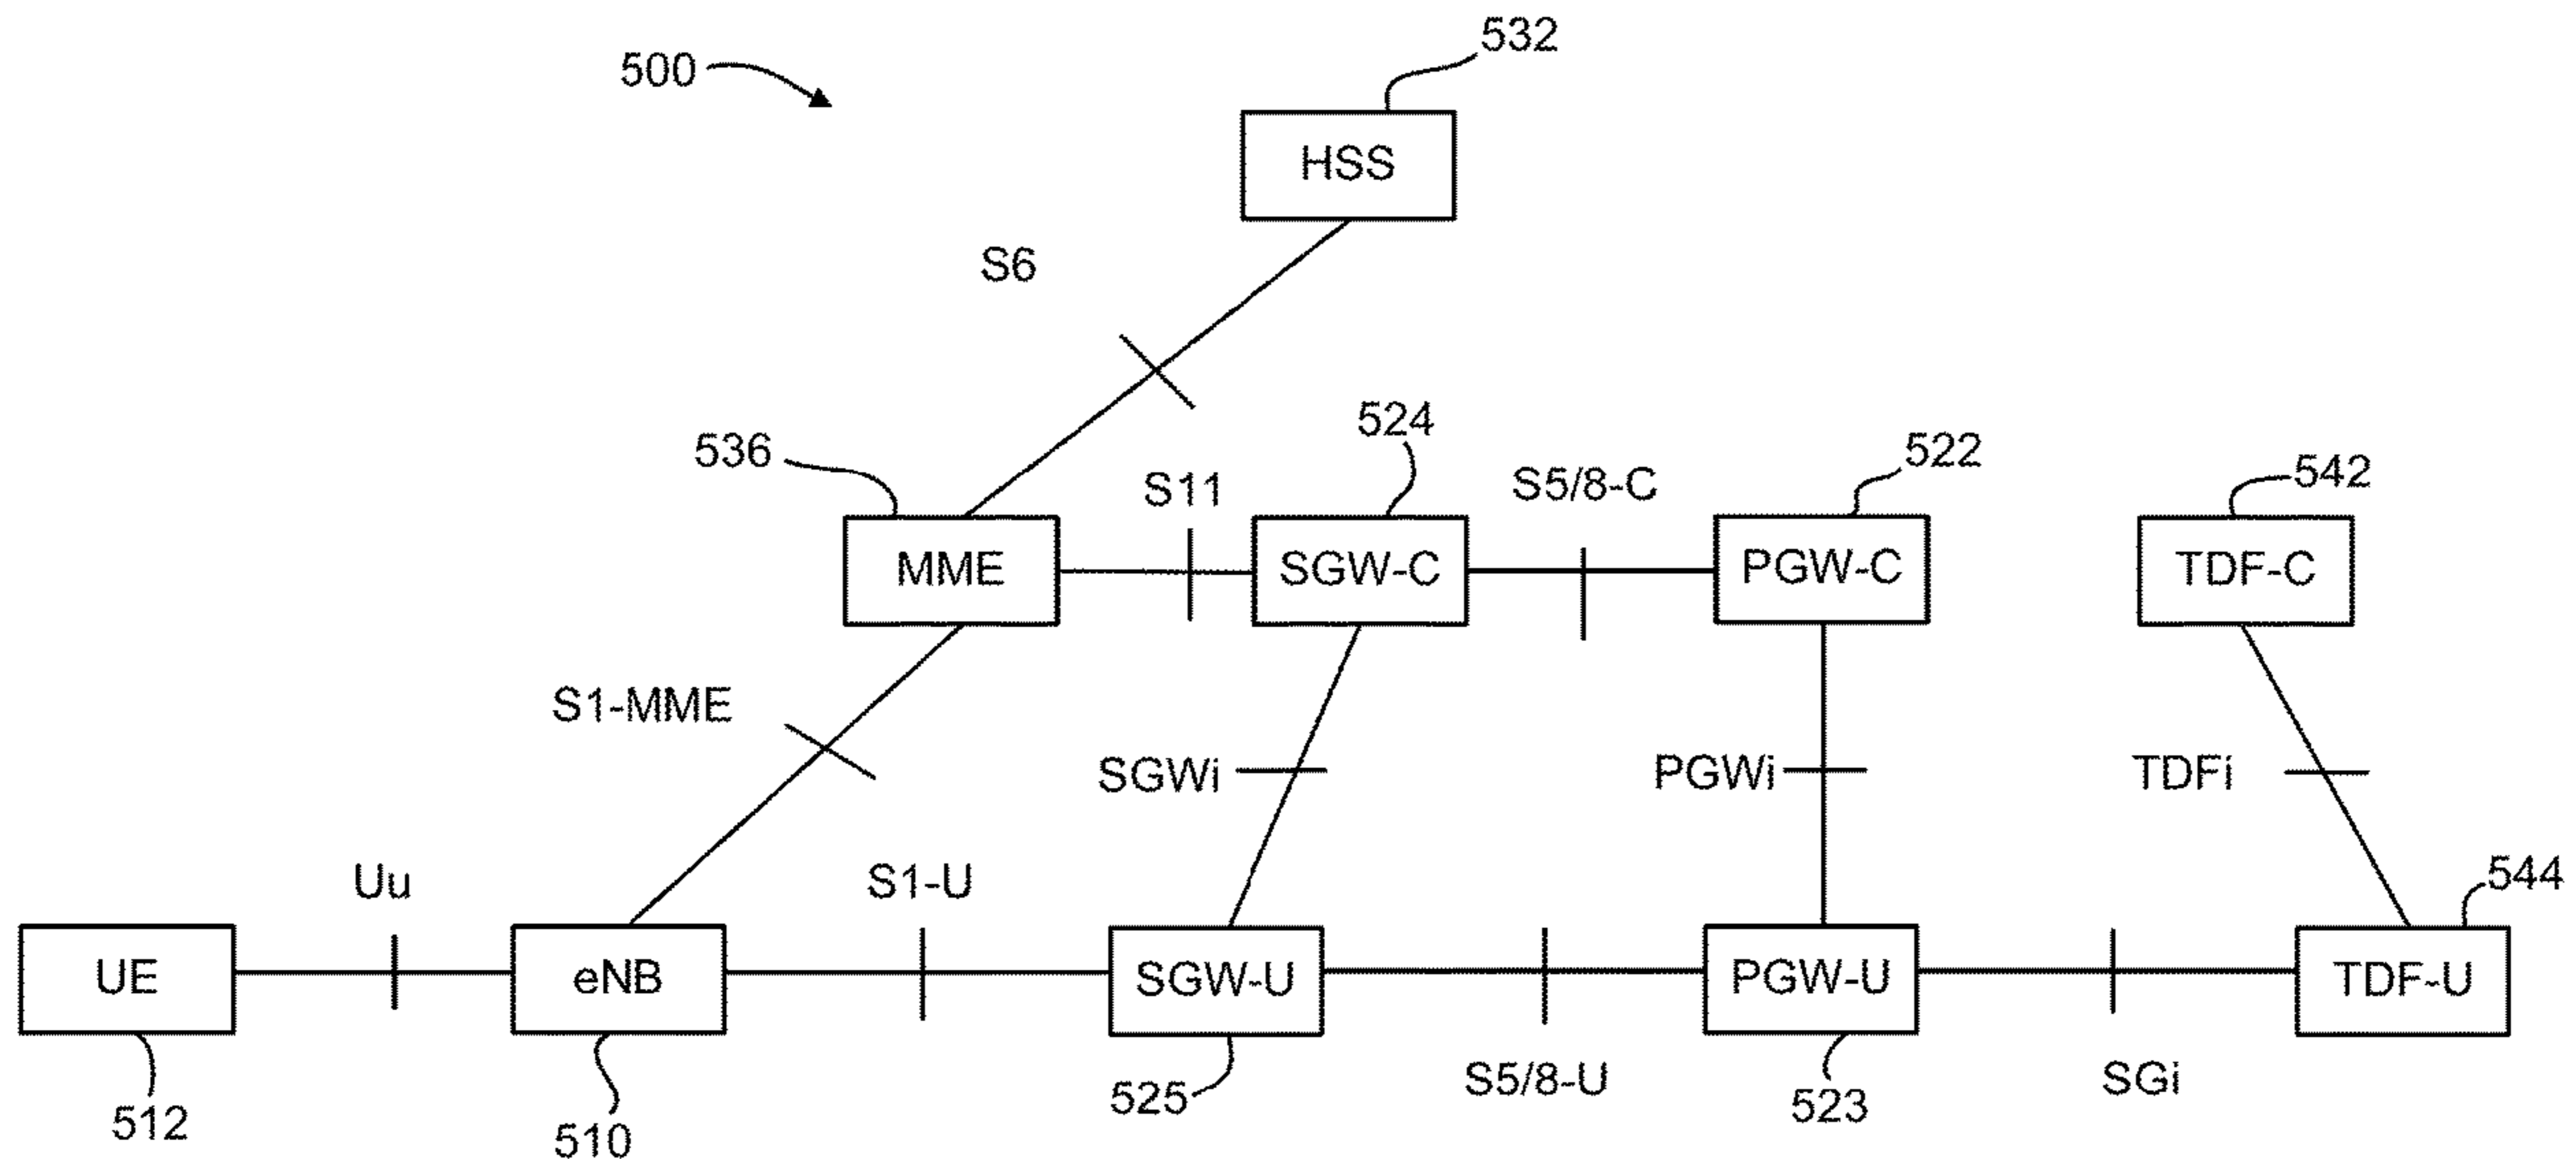 532
500
HSS
S6
524
536
522
542
S11
S5/8-C
MME
SGW-C
PGW-C
TDF-C
S1-MME
SGWi
PGWi
TDFi
Uu
S1-U
544
UE
eNB
SGW-U
PGW-U
TDF-U
S5/8-U
SGi
525
523
512
510